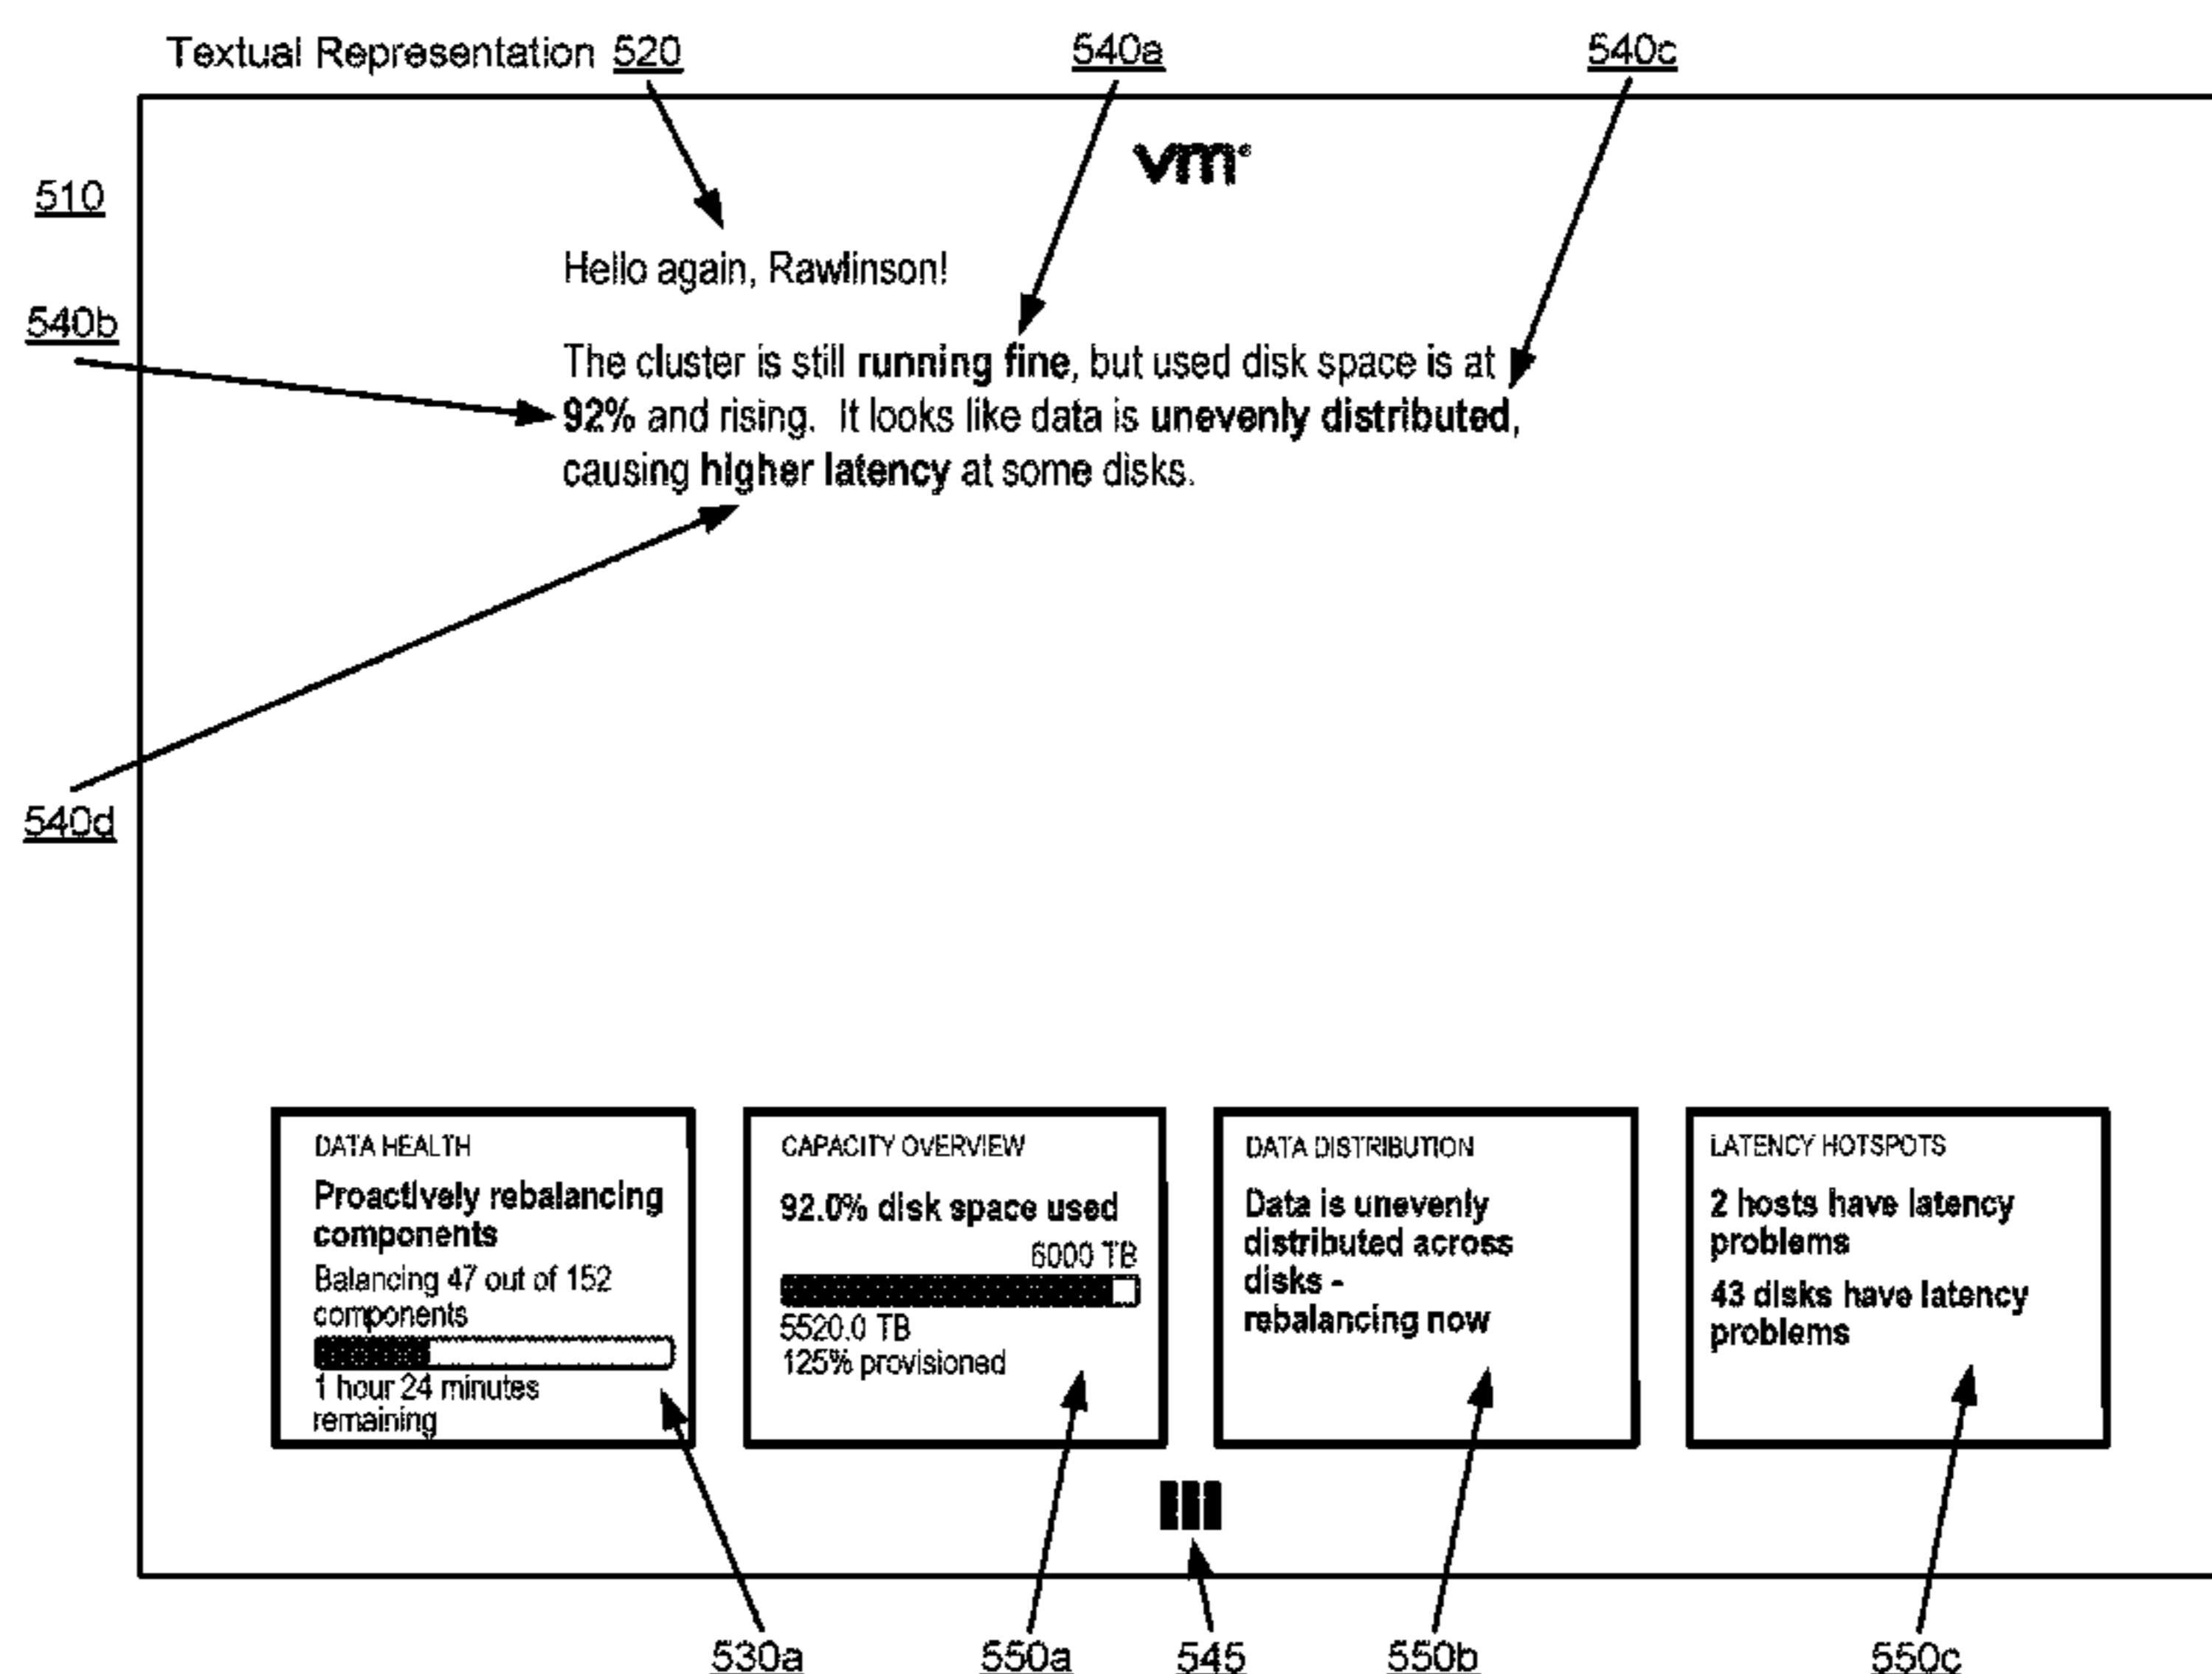 Textual Representation 520
540a
540c
vm
510
Hello again, Rawlinson!
540b
The cluster is still running fine, but used disk space is at
92% and rising. It looks like data is unevenly distributed,
causing higher latency at some disks.
540d
DATA HEALTH
Proactively rebalancing
components
Balancing 47 out of 152
components
1 hour 24 minutes
remaining
CAPACITY OVERVIEW
92.0% disk space used
6000 TB
5520.0 TB
125% provisioned
DATA DISTRIBUTION
Data is unevenly
distributed across
disks -
rebalancing now
LATENCY HOTSPOTS
2 hosts have latency
problems
43 disks have latency
problems
530a
550a
545
550b
550c